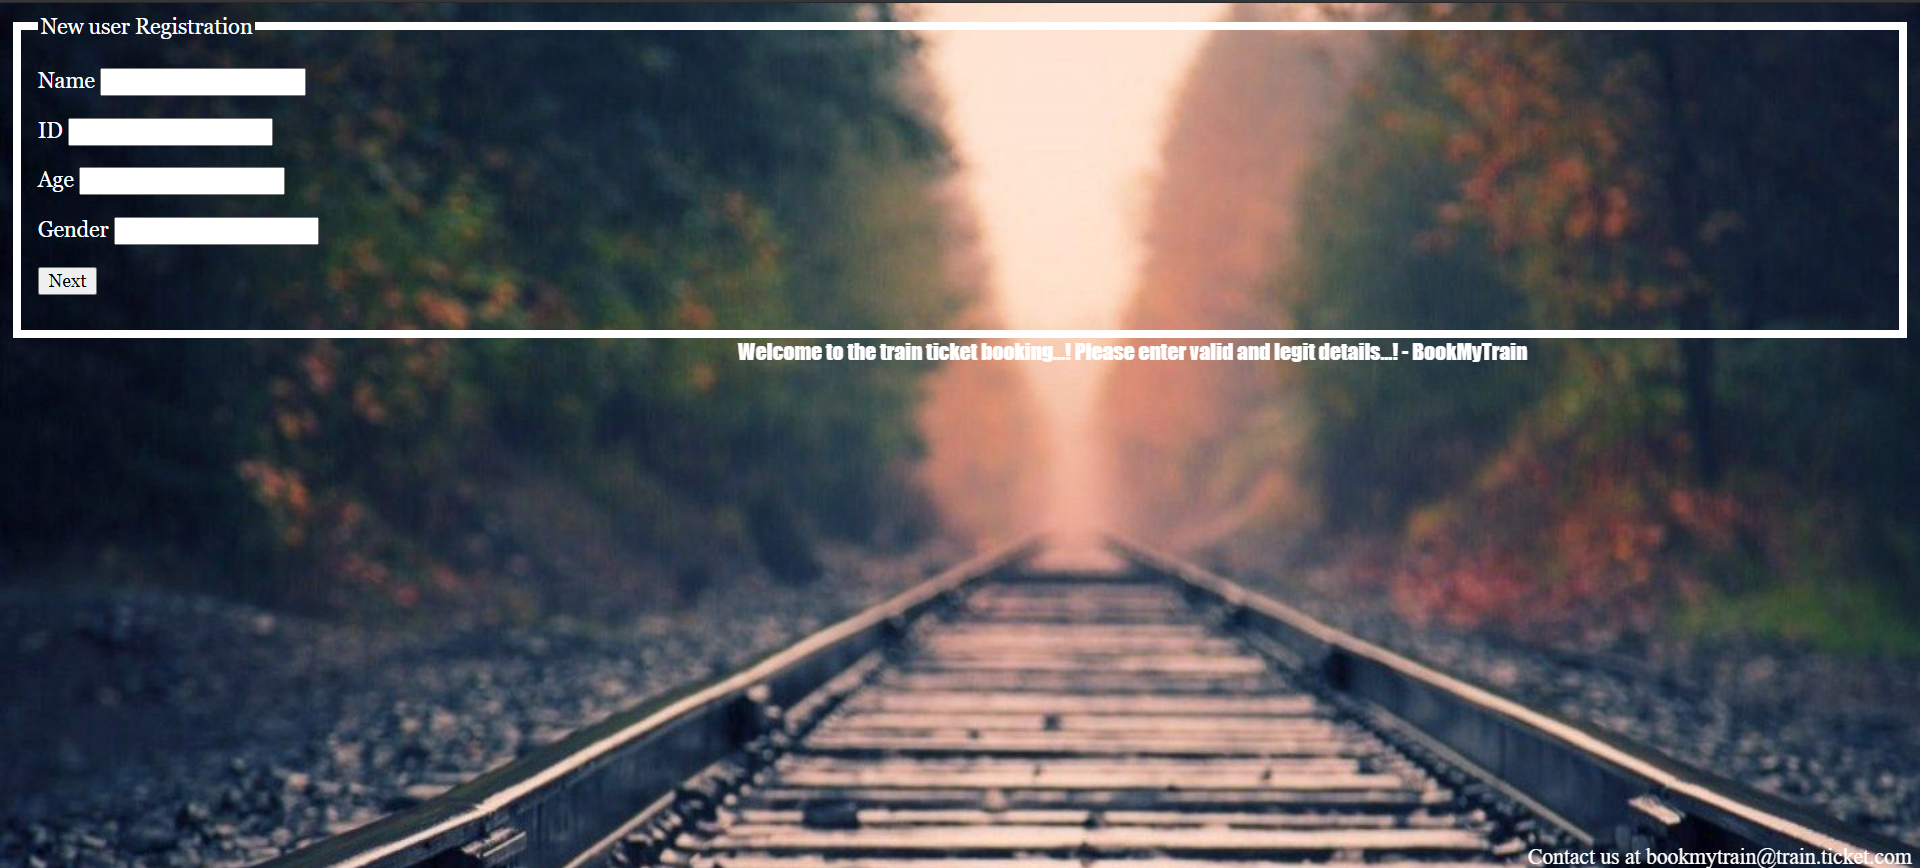 New user Registration
Name
ID
Age
Gender
Next
Welcome to the train ticket booking...! Please enter valid and legit details...! - BookMyTrain
Contact us at bookmytrain@train.ticket.com